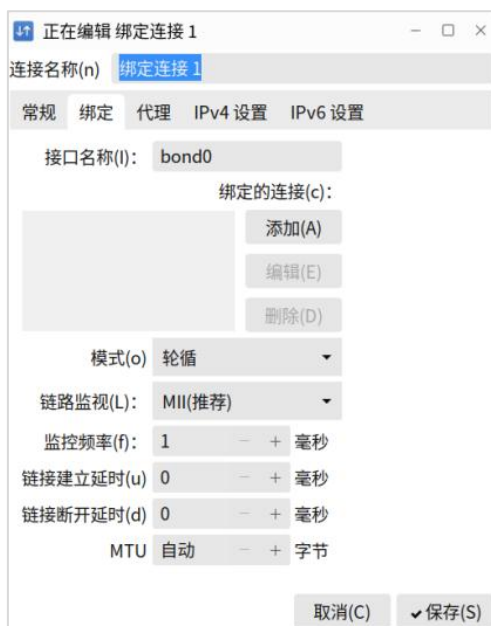 正在编辑 绑定连接 1
连接名称(n) 绑定连接 1
常规 绑定 代理 IPv4 设置 IPv6 设置
接口名称(I)： bond0
绑定的连接(c)：
添加(A)
编辑(E)
删除(D)
模式(o) 轮循
链路监视(L)： MII(推荐)
监控频率(f)： 1 － + 毫秒
链接建立延时(u) 0 － + 毫秒
链接断开延时(d) 0 － + 毫秒
MTU 自动 － + 字节
取消(C) ✔保存(S)